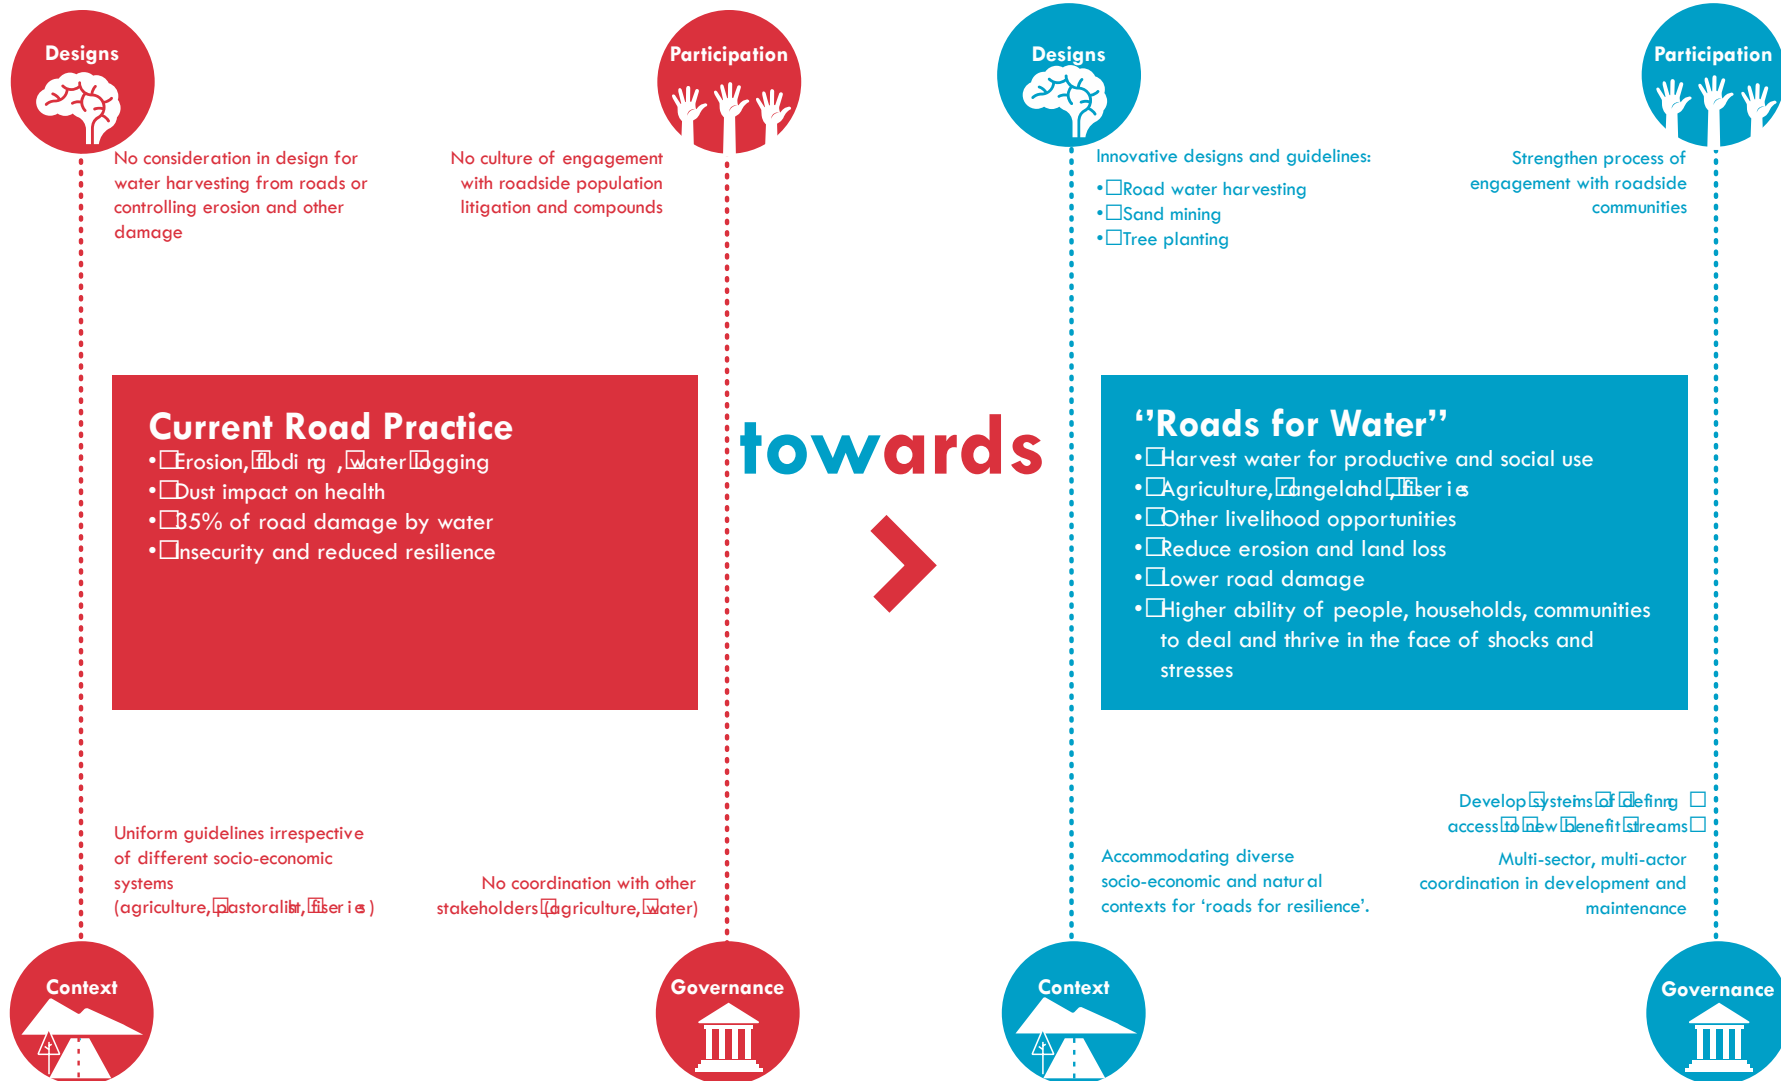 Designs
No consideration in design for
water harvesting from roads or
controlling erosion and other
damage
Participation
No culture of engagement
with roadside population
litigation and compounds
Current Road Practice
• Erosion, flooding, water logging
• Dust impact on health
• 35% of road damage by water
• Insecurity and reduced resilience
Uniform guidelines irrespective
of different socio-economic
systems
(agriculture, pastoralist, fiseries)
Context
No coordination with other
stakeholders (agriculture, water)
Governance
towards
Designs
Innovative designs and guidelines:
• Road water harvesting
• Sand mining
• Tree planting
Participation
Strengthen process of
engagement with roadside
communities
‘’Roads for Water’’
• Harvest water for productive and social use
• Agriculture, rangeland, fiseries
• Other livelihood opportunities
• Reduce erosion and land loss
• Lower road damage
• Higher ability of people, households, communities
to deal and thrive in the face of shocks and
stresses
Accommodating diverse
socio-economic and natural
contexts for ‘roads for resilience’.
Context
Develop systems of defining
access to new benefit streams
Multi-sector, multi-actor
coordination in development and
maintenance
Governance